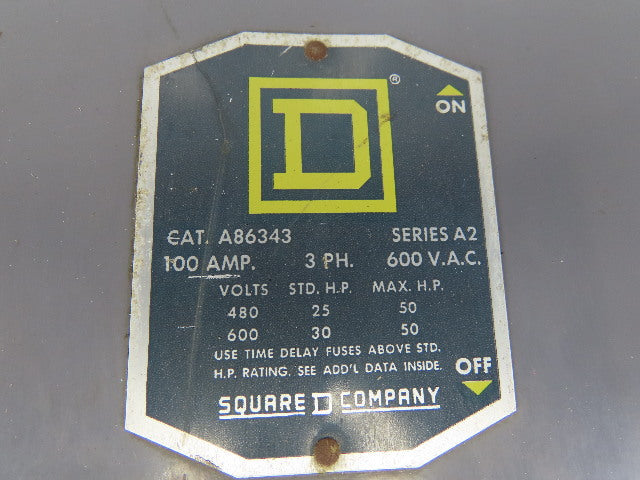 D ®
ON
CAT. A86343 SERIES A2
100 AMP. 3 PH. 600 V.A.C.
VOLTS STD. H.P. MAX. H.P.
480 25 50
600 30 50
USE TIME DELAY FUSES ABOVE STD.
H.P. RATING. SEE ADD'L DATA INSIDE.
OFF
SQUARE D COMPANY